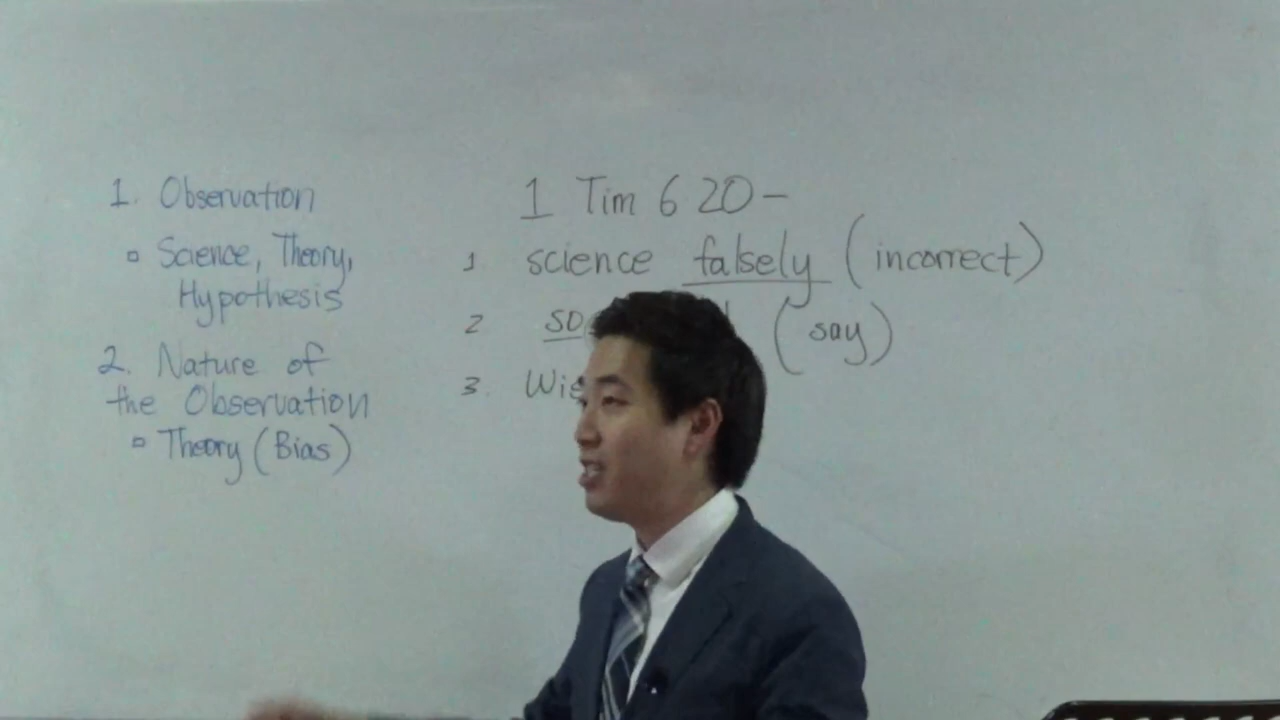 1. Observation
▫ Science, Theory,
Hypothesis
2. Nature of
the Observation
▫ Theory (Bias)
1 Tim 6 20-
1 science falsely (incorrect)
2 (say)
3.